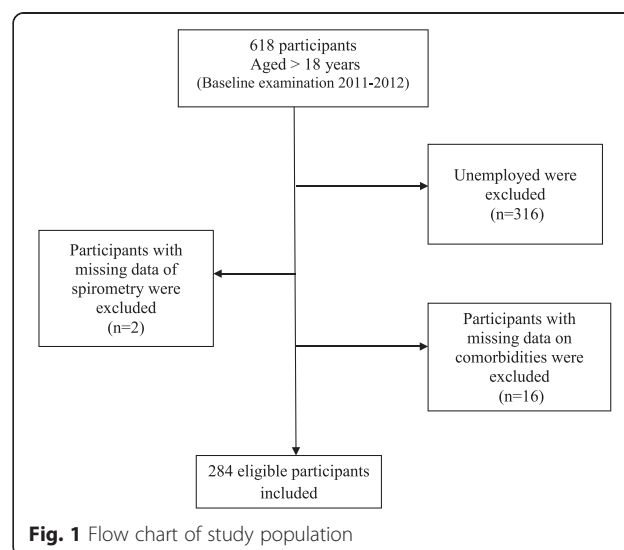 618 participants
Aged > 18 years
(Baseline examination 2011-2012)
Unemployed were
excluded
(n=316)
Participants with
missing data of
spirometry were
excluded
(n=2)
Participants with
missing data on
comorbidities were
excluded
(n=16)
284 eligible participants
included
Fig. 1 Flow chart of study population